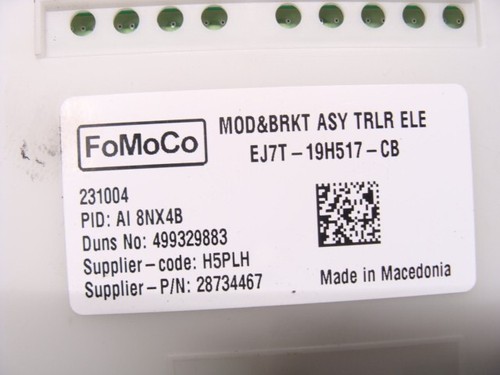 FoMoCo
MOD&BRKT ASY TRLR ELE
EJ7T-19H517-CB
231004
PID: AI 8NX4B
Duns No: 499329883
Supplier-code: H5PLH
Supplier-P/N: 28734467
Made in Macedonia